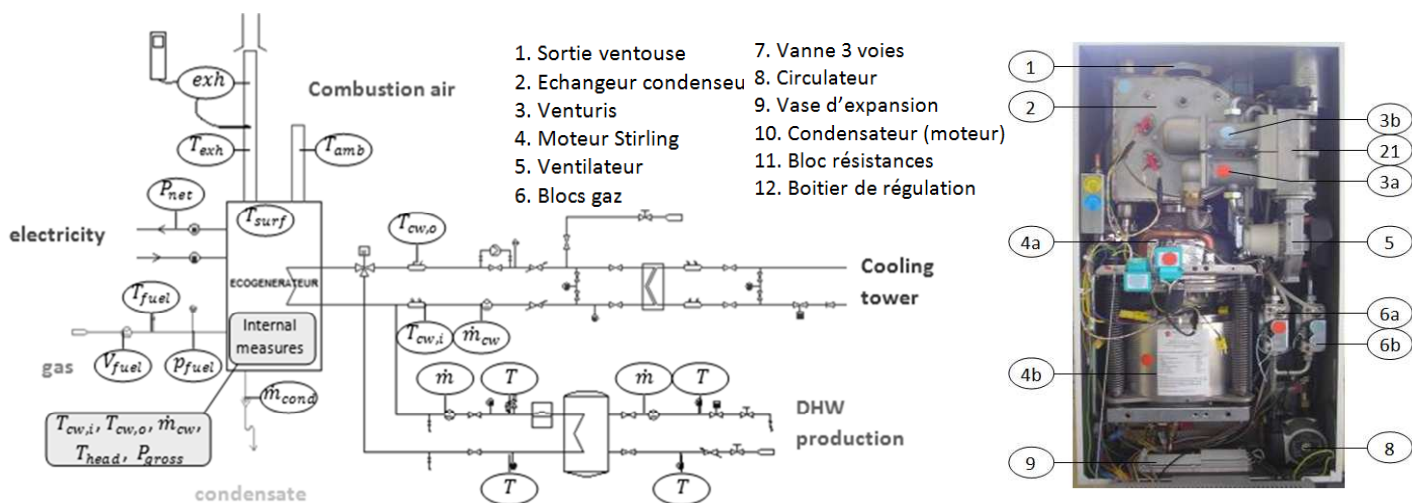 exh
Combustion air
T_exh
T_amb
P_net
T_surf
electricity
ECOGENERATEUR
T_cw,o
Cooling
tower
T_fuel
Internal
measures
T_cw,i
ṁ_cw
gas
V_fuel
p_fuel
ṁ_cond
ṁ
T
ṁ
T
T_cw,i, T_cw,o, ṁ_cw,
T_head, P_gross
DHW
production
T
T
condensate
1. Sortie ventouse
2. Echangeur condenseu
3. Venturis
4. Moteur Stirling
5. Ventilateur
6. Blocs gaz
7. Vanne 3 voies
8. Circulateur
9. Vase d'expansion
10. Condensateur (moteur)
11. Bloc résistances
12. Boitier de régulation
1
2
3b
21
3a
4a
5
6a
6b
4b
8
9